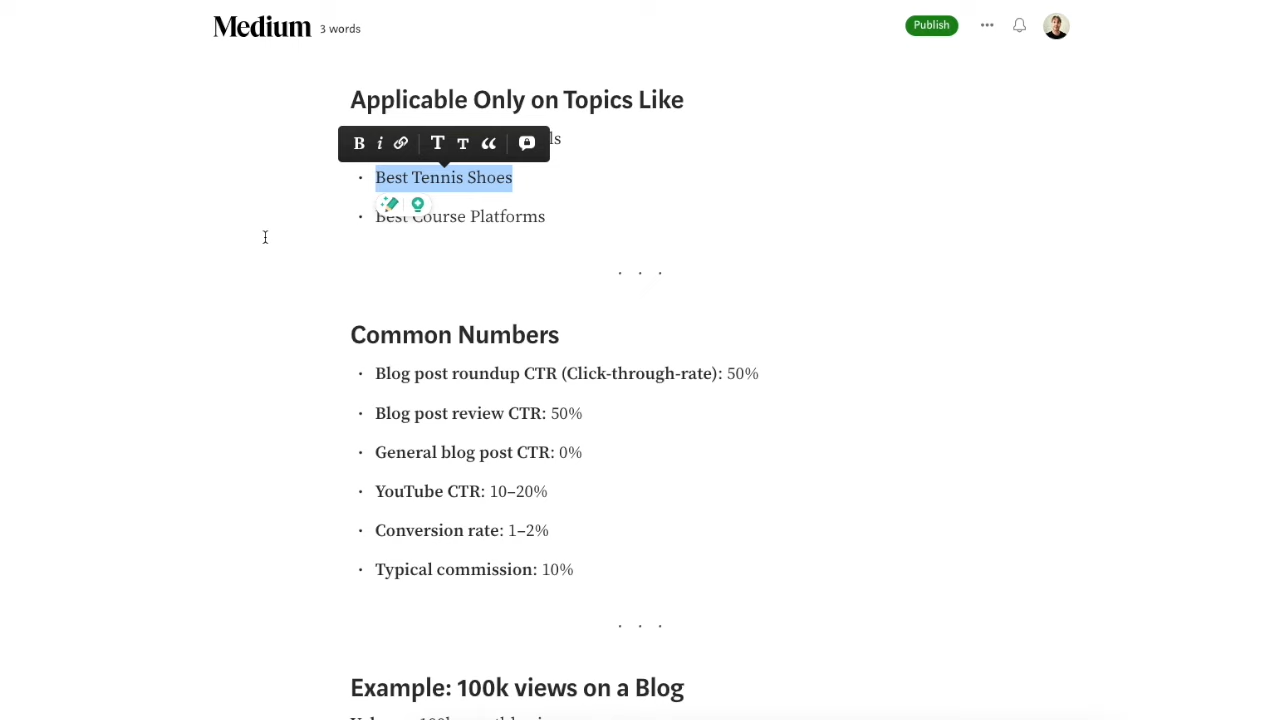 Medium 3 words
Publish
Applicable Only on Topics Like
B i T T
Best Tennis Shoes
Best Course Platforms
Common Numbers
Blog post roundup CTR (Click-through-rate): 50%
Blog post review CTR: 50%
General blog post CTR: 0%
YouTube CTR: 10–20%
Conversion rate: 1–2%
Typical commission: 10%
Example: 100k views on a Blog